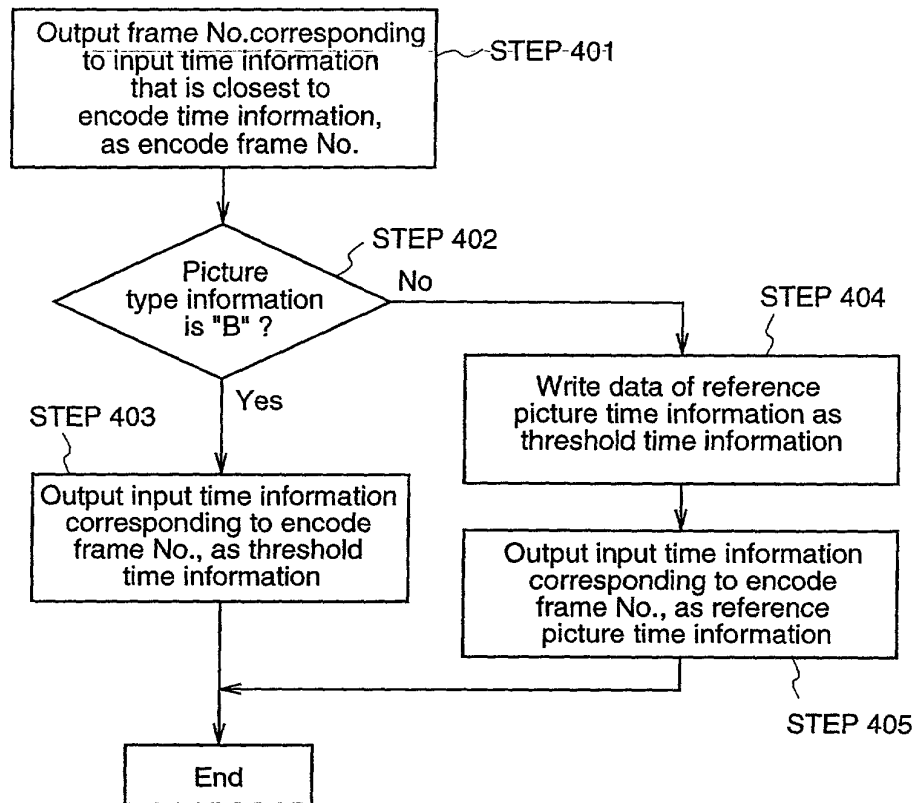 Output frame No.corresponding
to input time information
that is closest to
encode time information,
as encode frame No.
STEP 401
STEP 402
Picture
type information
is "B" ?
No
Yes
STEP 404
Write data of reference
picture time information as
threshold time information
STEP 403
Output input time information
corresponding to encode
frame No., as threshold
time information
Output input time information
corresponding to encode
frame No., as reference
picture time information
STEP 405
End